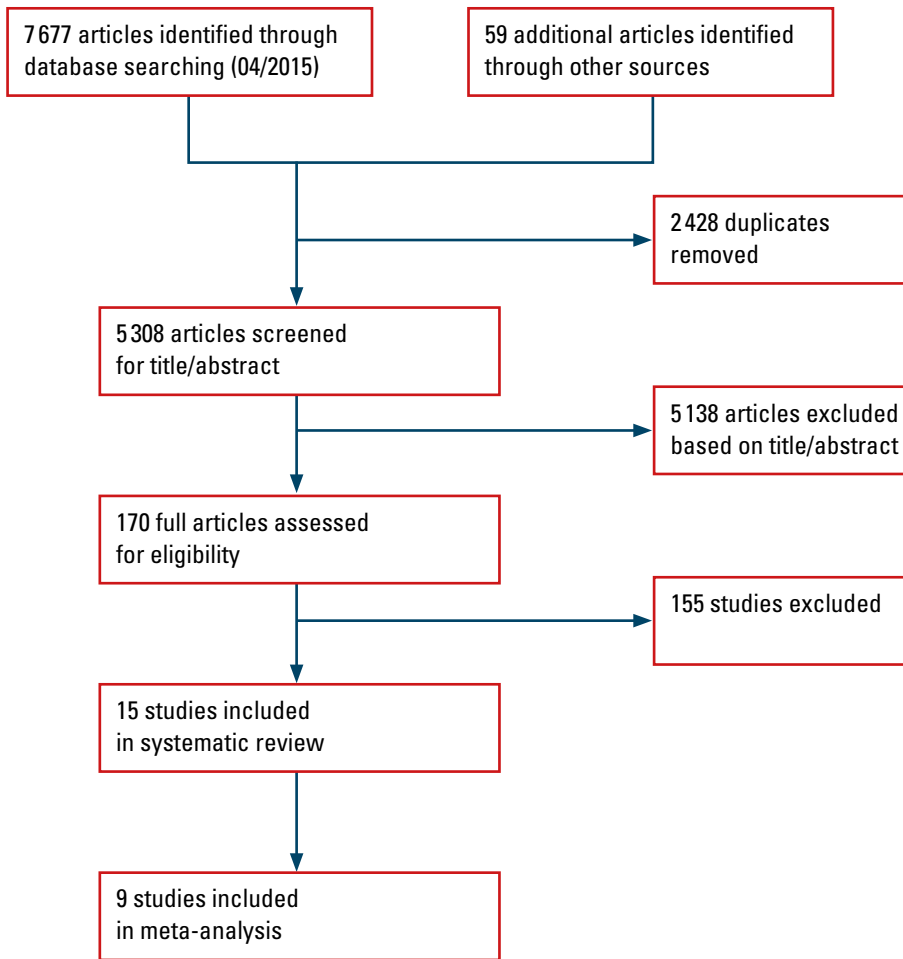 7 677 articles identified through
database searching (04/2015)
59 additional articles identified
through other sources
2 428 duplicates
removed
5 308 articles screened
for title/abstract
5 138 articles excluded
based on title/abstract
170 full articles assessed
for eligibility
155 studies excluded
15 studies included
in systematic review
9 studies included
in meta-analysis